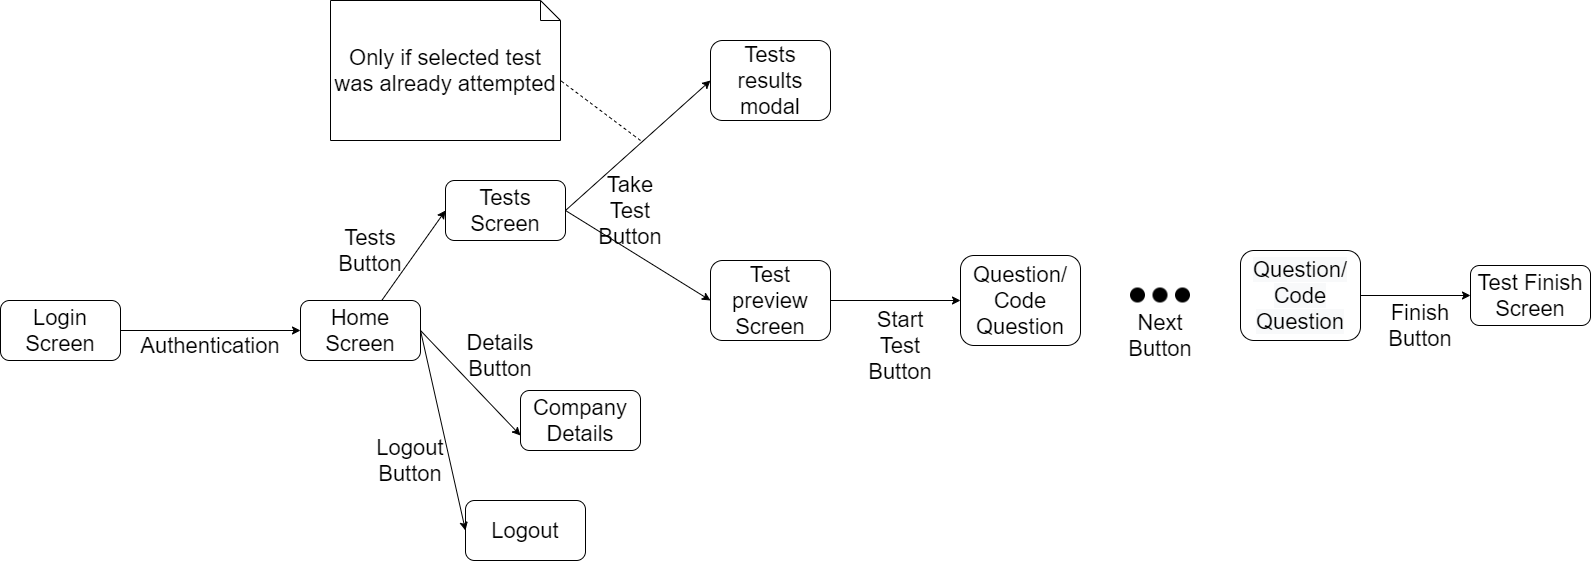 Only if selected test
was already attempted
Tests
results
modal
Tests
Screen
Take
Test
Button
Tests
Button
Login
Screen
Authentication
Home
Screen
Details
Button
Company
Details
Logout
Button
Logout
Test
preview
Screen
Start
Test
Button
Question/
Code
Question
Next
Button
Question/
Code
Question
Finish
Button
Test Finish
Screen